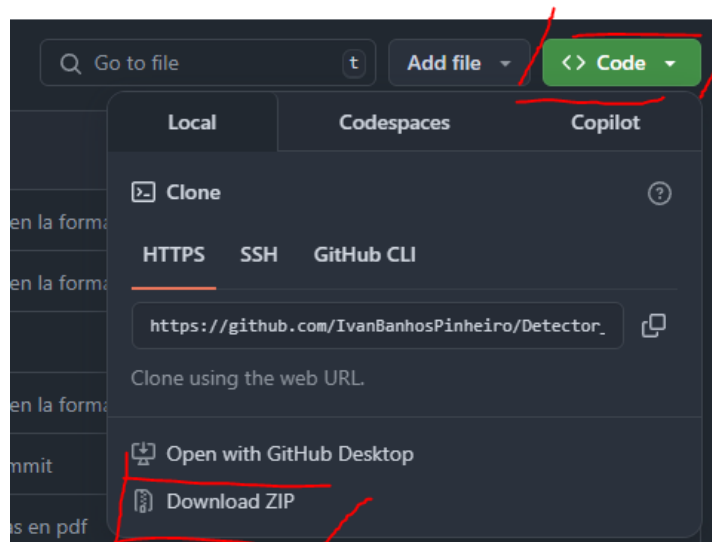 Go to file t Add file <> Code
Local Codespaces Copilot
Clone
en la forma
HTTPS SSH GitHub CLI
en la forma
https://github.com/IvanBanhosPinheiro/Detector_
Clone using the web URL.
en la forma
Open with GitHub Desktop
mmit
Download ZIP
as en pdf